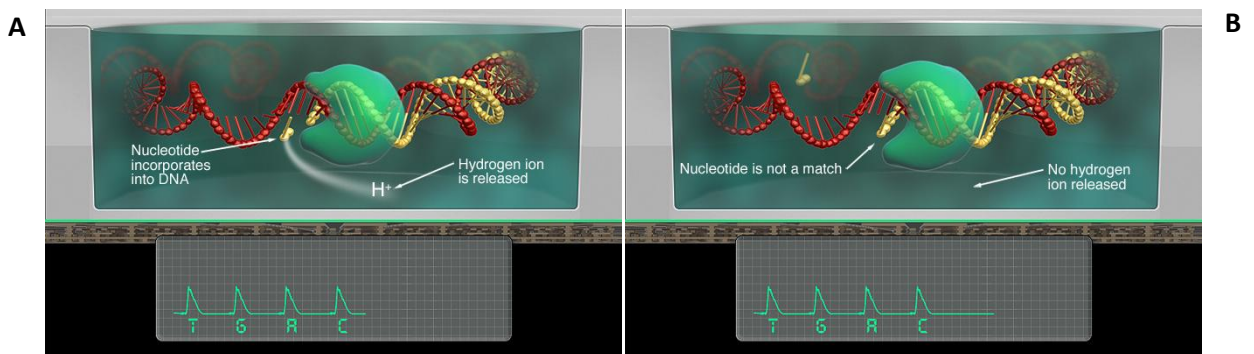 A
Nucleotide
incorporates
into DNA
Hydrogen ion
is released
H+
T G A C
B
Nucleotide is not a match
No hydrogen
ion released
T G A C